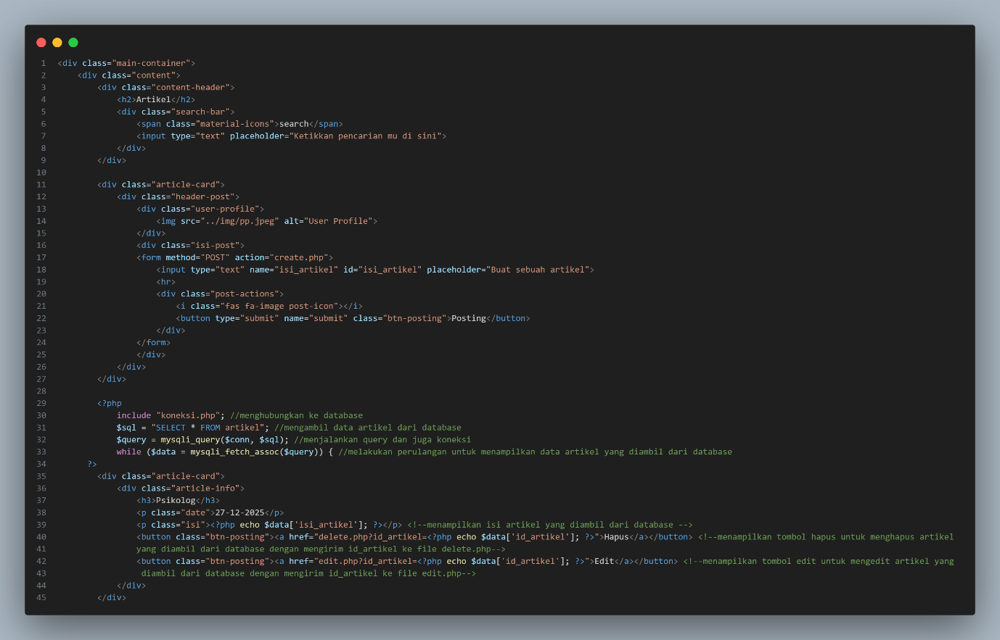 1 <div class="main-container">
2     <div class="content">
3         <div class="content-header">
4             <h2>Artikel</h2>
5             <div class="search-bar">
6                 <span class="material-icons">search</span>
7                 <input type="text" placeholder="Ketikkan pencarian mu di sini">
8             </div>
9         </div>
10
11         <div class="article-card">
12             <div class="header-post">
13                 <div class="user-profile">
14                     <img src="../img/pp.jpeg" alt="User Profile">
15                 </div>
16                 <div class="isi-post">
17                 <form method="POST" action="create.php">
18                     <input type="text" name="isi_artikel" id="isi_artikel" placeholder="Buat sebuah artikel">
19                     <hr>
20                     <div class="post-actions">
21                         <i class="fas fa-image post-icon"></i>
22                         <button type="submit" name="submit" class="btn-posting">Posting</button>
23                     </div>
24                 </form>
25                 </div>
26             </div>
27         </div>
28
29         <?php
30             include "koneksi.php"; //menghubungkan ke database
31             $sql = "SELECT * FROM artikel"; //mengambil data artikel dari database
32             $query = mysqli_query($conn, $sql); //menjalankan query dan juga koneksi
33             while ($data = mysqli_fetch_assoc($query)) { //melakukan perulangan untuk menampilkan data artikel yang diambil dari database
34       ?>
35         <div class="article-card">
36             <div class="article-info">
37                 <h3>Psikolog</h3>
38                 <p class="date">27-12-2025</p>
39                 <p class="isi"><?php echo $data['isi_artikel']; ?></p> <!--menampilkan isi artikel yang diambil dari database -->
40                 <button class="btn-posting"><a href="delete.php?id_artikel=<?php echo $data['id_artikel']; ?>">Hapus</a></button> <!--menampilkan tombol hapus untuk menghapus artikel
41                 yang diambil dari database dengan mengirim id_artikel ke file delete.php-->
42                 <button class="btn-posting"><a href="edit.php?id_artikel=<?php echo $data['id_artikel']; ?>">Edit</a></button> <!--menampilkan tombol edit untuk mengedit artikel yang
43                  diambil dari database dengan mengirim id_artikel ke file edit.php-->
44             </div>
45         </div>